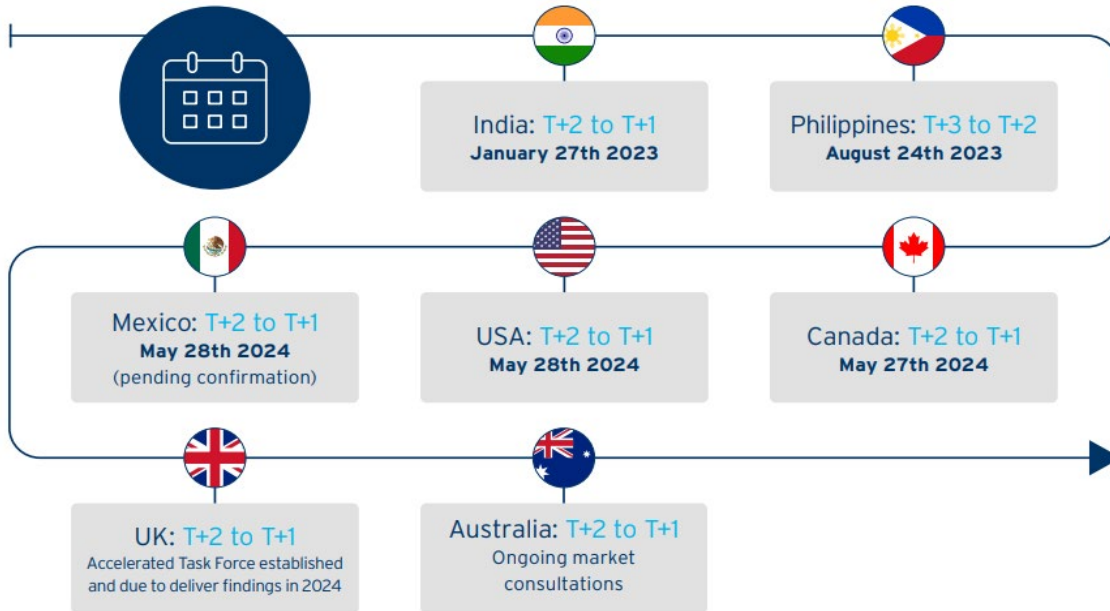 India: T+2 to T+1
January 27th 2023
Philippines: T+3 to T+2
August 24th 2023
Canada: T+2 to T+1
May 27th 2024
USA: T+2 to T+1
May 28th 2024
Mexico: T+2 to T+1
May 28th 2024
(pending confirmation)
UK: T+2 to T+1
Accelerated Task Force established
and due to deliver findings in 2024
Australia: T+2 to T+1
Ongoing market
consultations